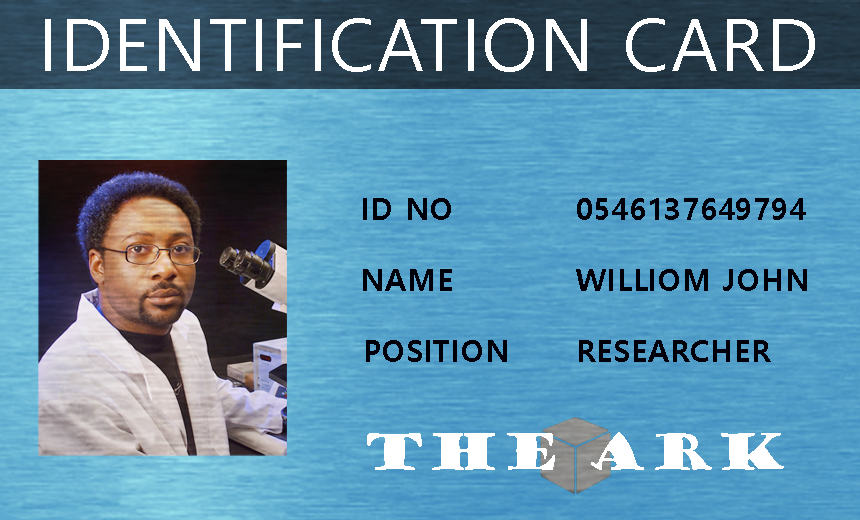 IDENTIFICATION CARD
ID NO 0546137649794
NAME WILLIOM JOHN
POSITION RESEARCHER
THE ARK